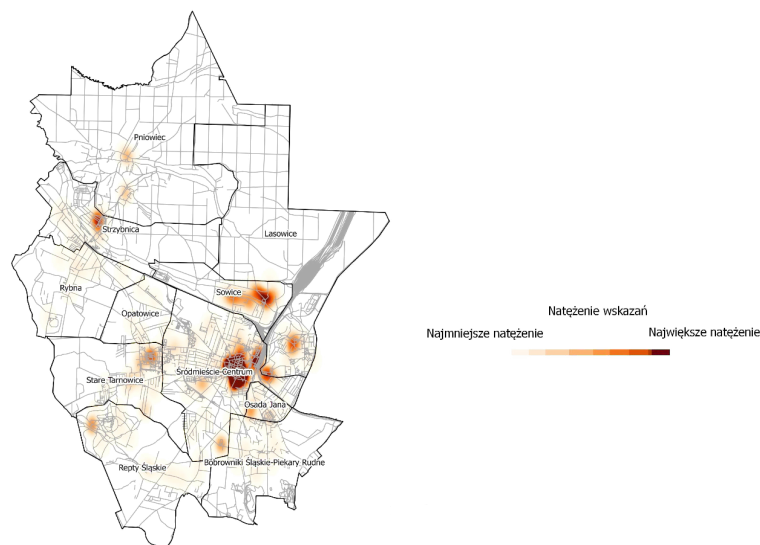 Pniowiec
Strzybnica
Lasowice
Rybna
Sowice
Opatowice
Natężenie wskazań
Najmniejsze natężenie
Największe natężenie
Śródmieście-Centrum
Stare Tarnowice
Osada Jana
Repty Śląskie
Bobrowniki Śląskie-Piekary Rudne